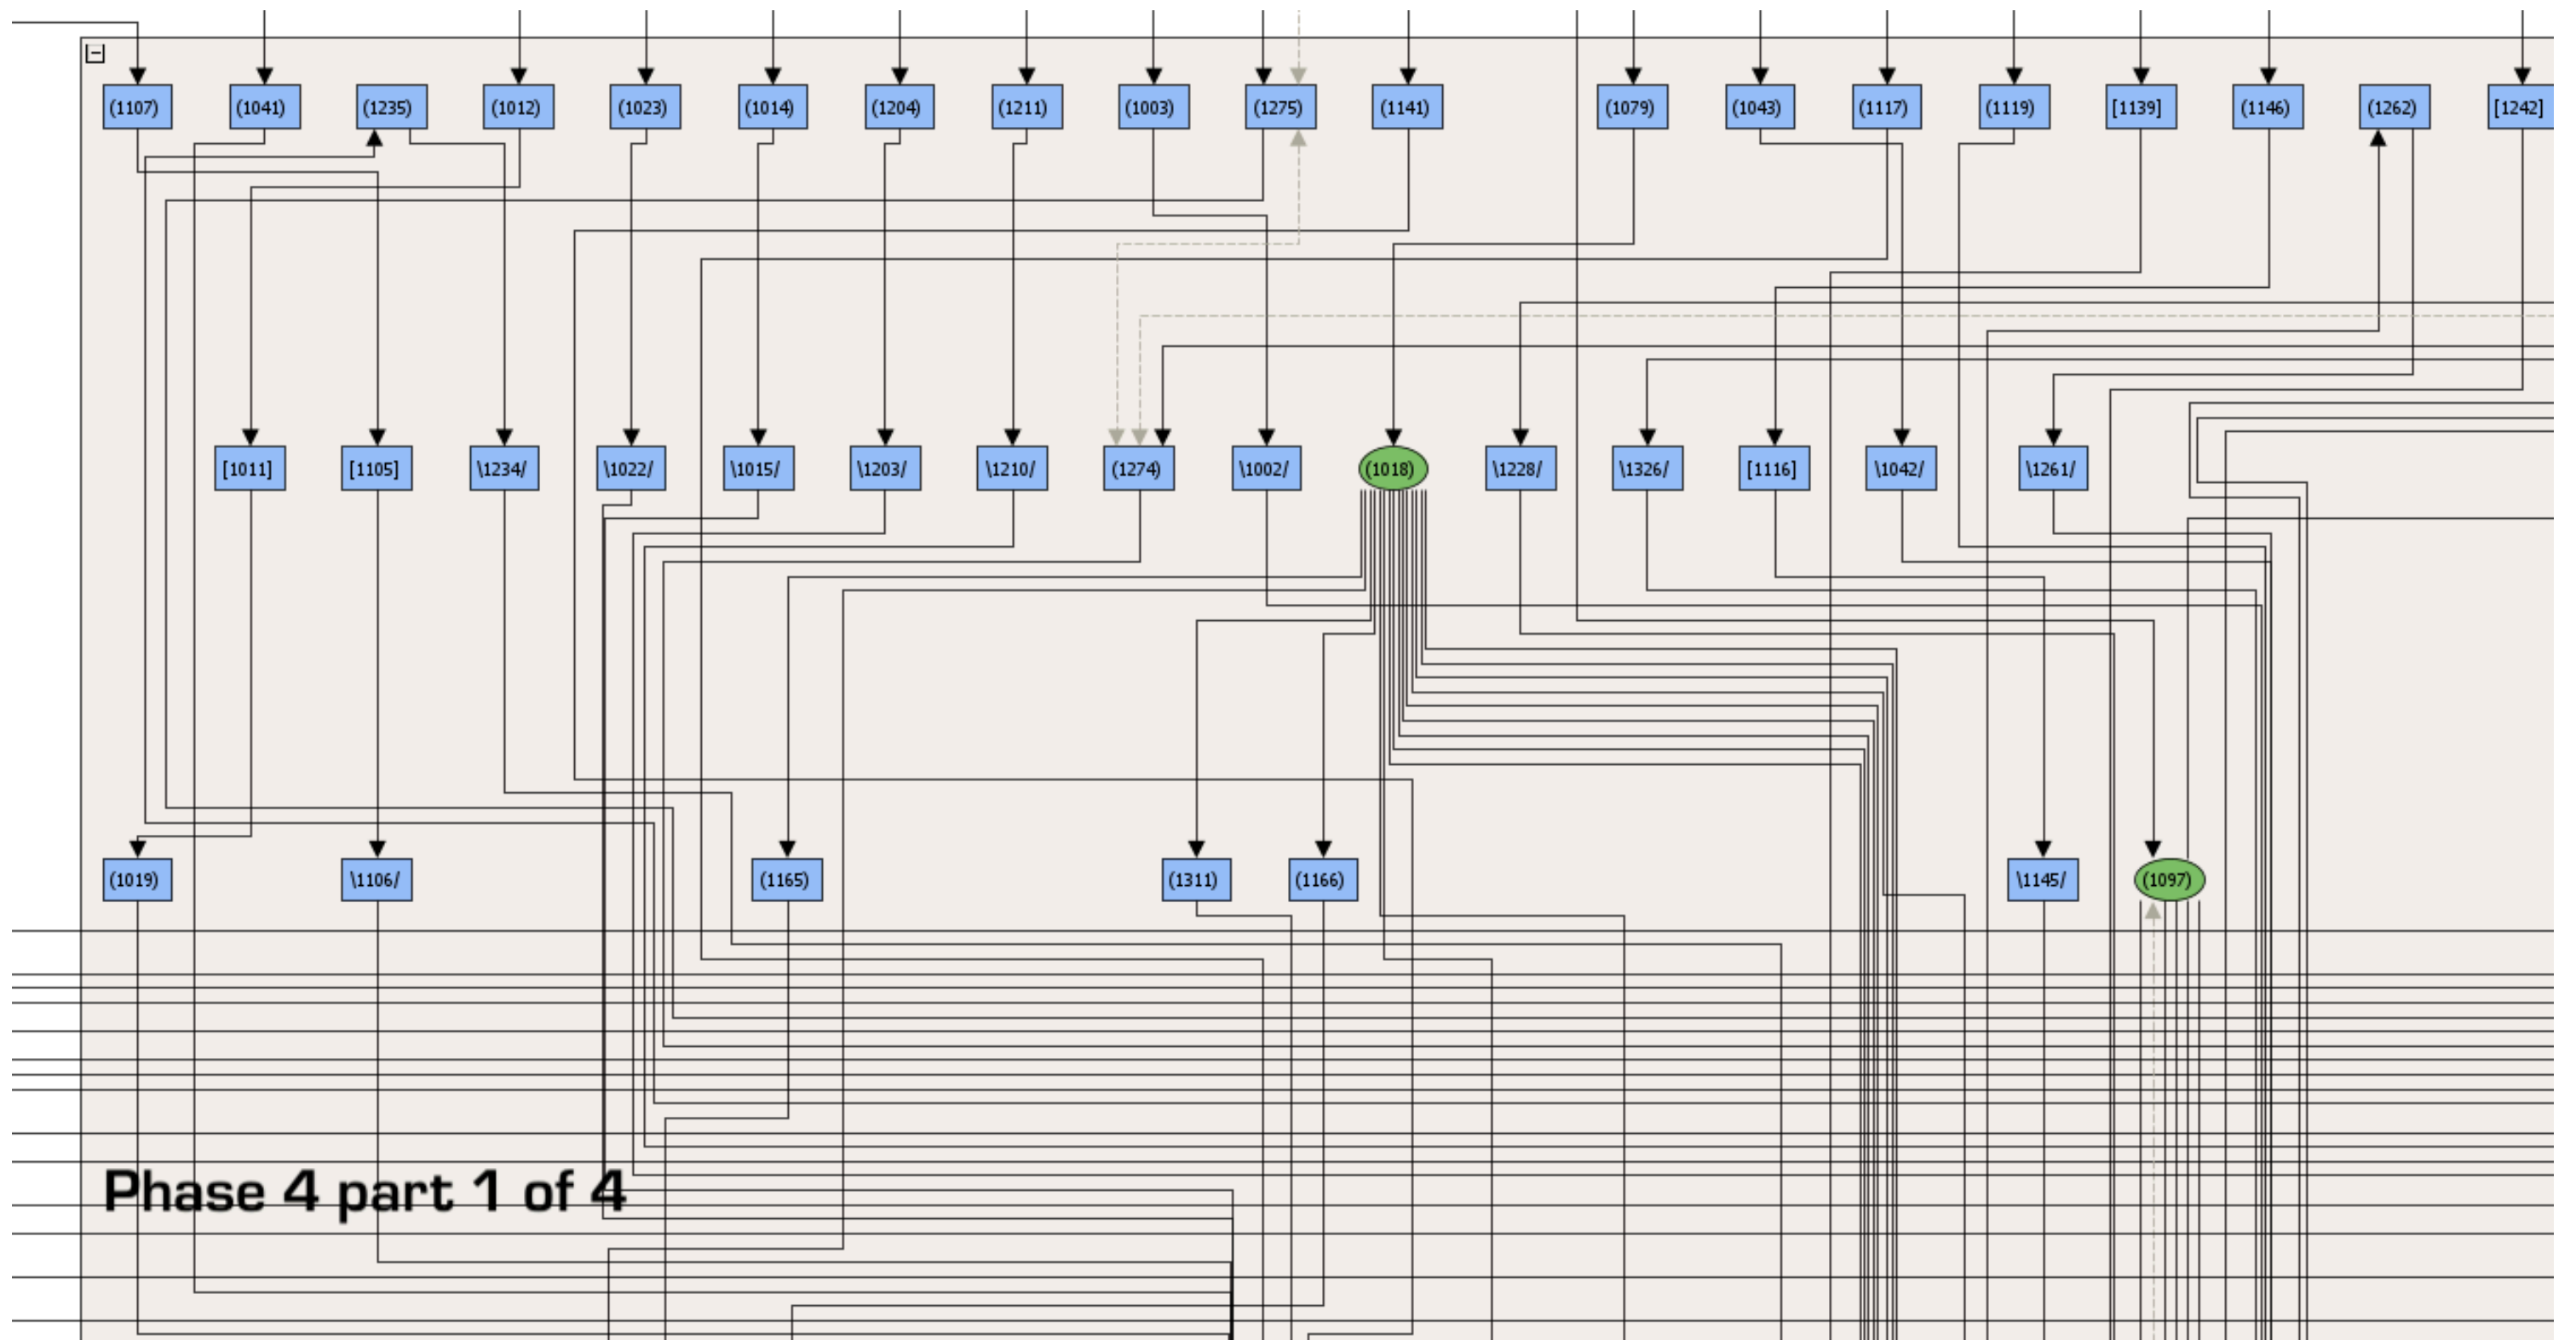 (1107) (1041) (1235) (1012) (1023) (1014) (1204) (1211) (1003) (1275) (1141) (1079) (1043) (1117) (1119) [1139] (1146) (1262) [1242]
[1011] [1105] \1234/ \1022/ \1015/ \1203/ \1210/ (1274) \1002/ (1018) \1228/ \1326/ [1116] \1042/ \1261/
(1019) \1106/ (1165) (1311) (1166) \1145/ (1097)
Phase 4 part 1 of 4